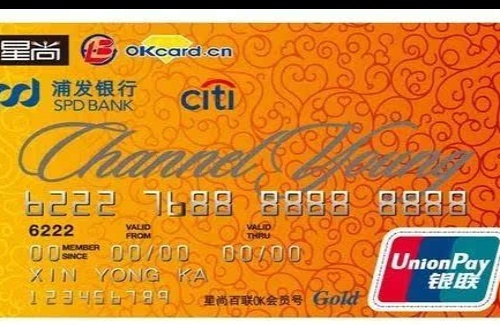 星尚 OKcard.cn
浦发银行 citi
SPD BANK
Channel Young
6222 7688 8888 8888
6222 VALID FROM VALID THRU
00 MEMBER SINCE 00/00 00/00
XIN YONG KA
123456789 星尚百联OK会员号 Gold
UnionPay
银联